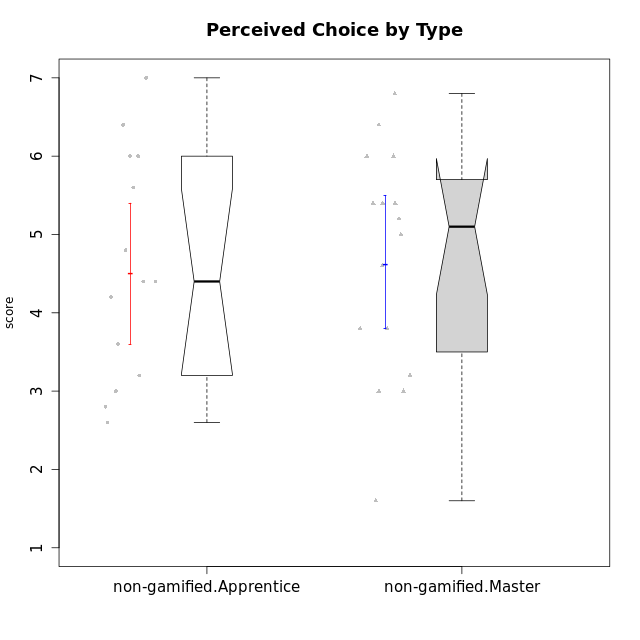 Perceived Choice by Type
score
7
6
5
4
3
2
1
non-gamified.Apprentice
non-gamified.Master